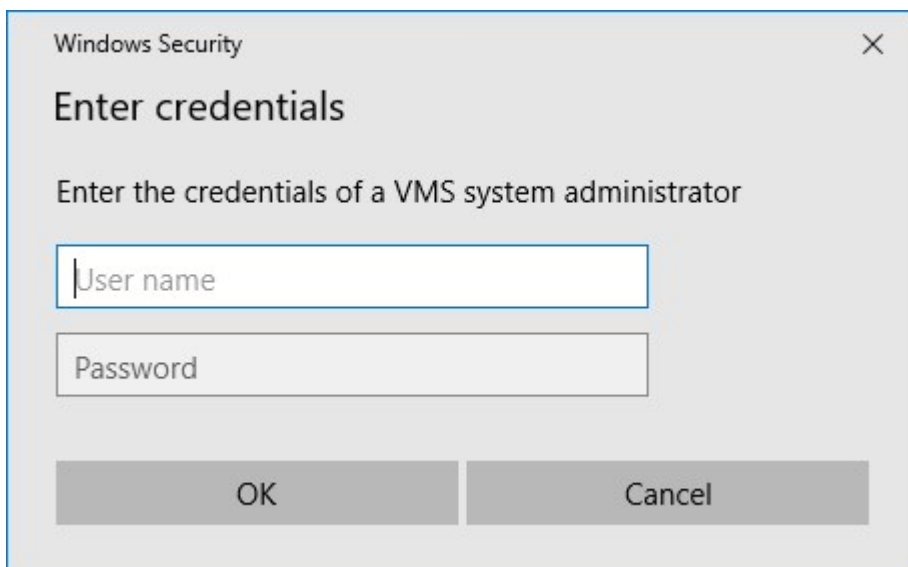 Windows Security
Enter credentials
Enter the credentials of a VMS system administrator
User name
Password
OK
Cancel